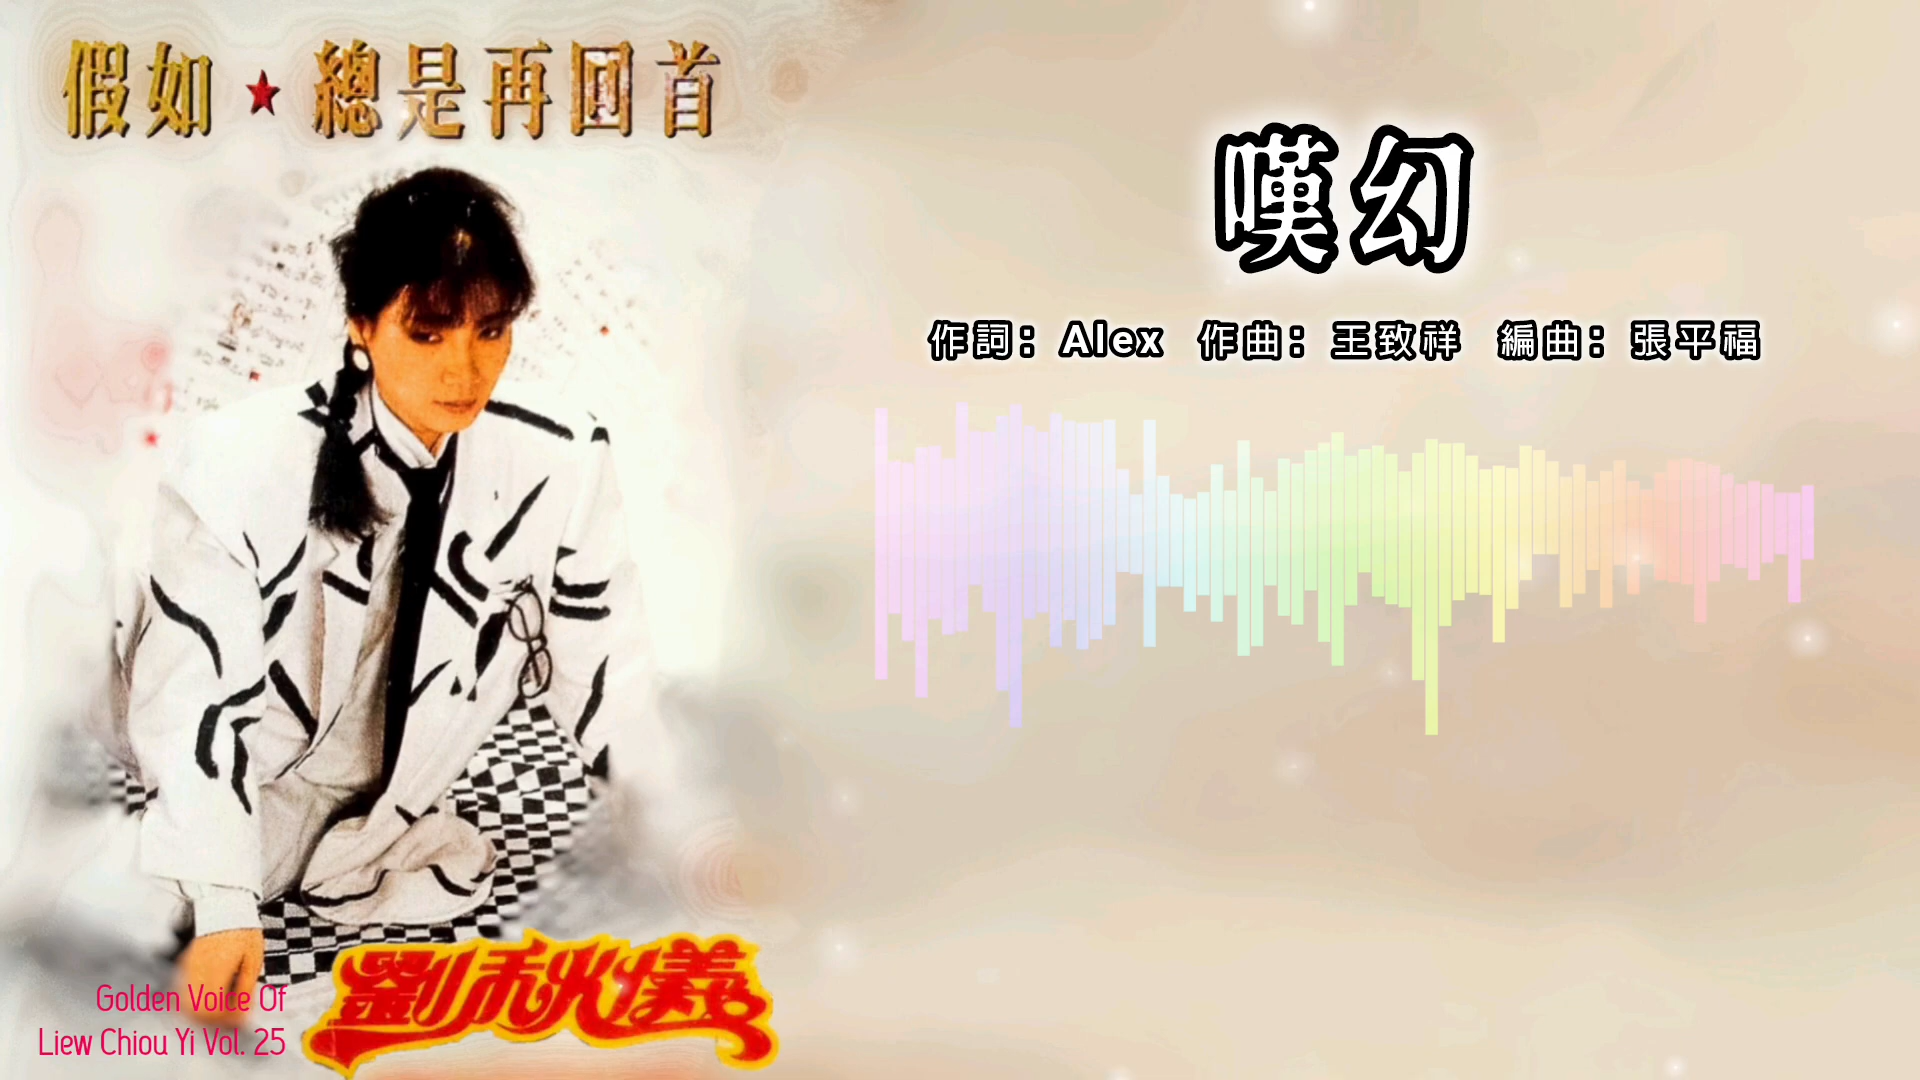 假如★總是再回首
嘆幻
作詞：Alex 作曲：王致祥 編曲：張平福
劉秋儀
Golden Voice Of
Liew Chiou Yi Vol. 25